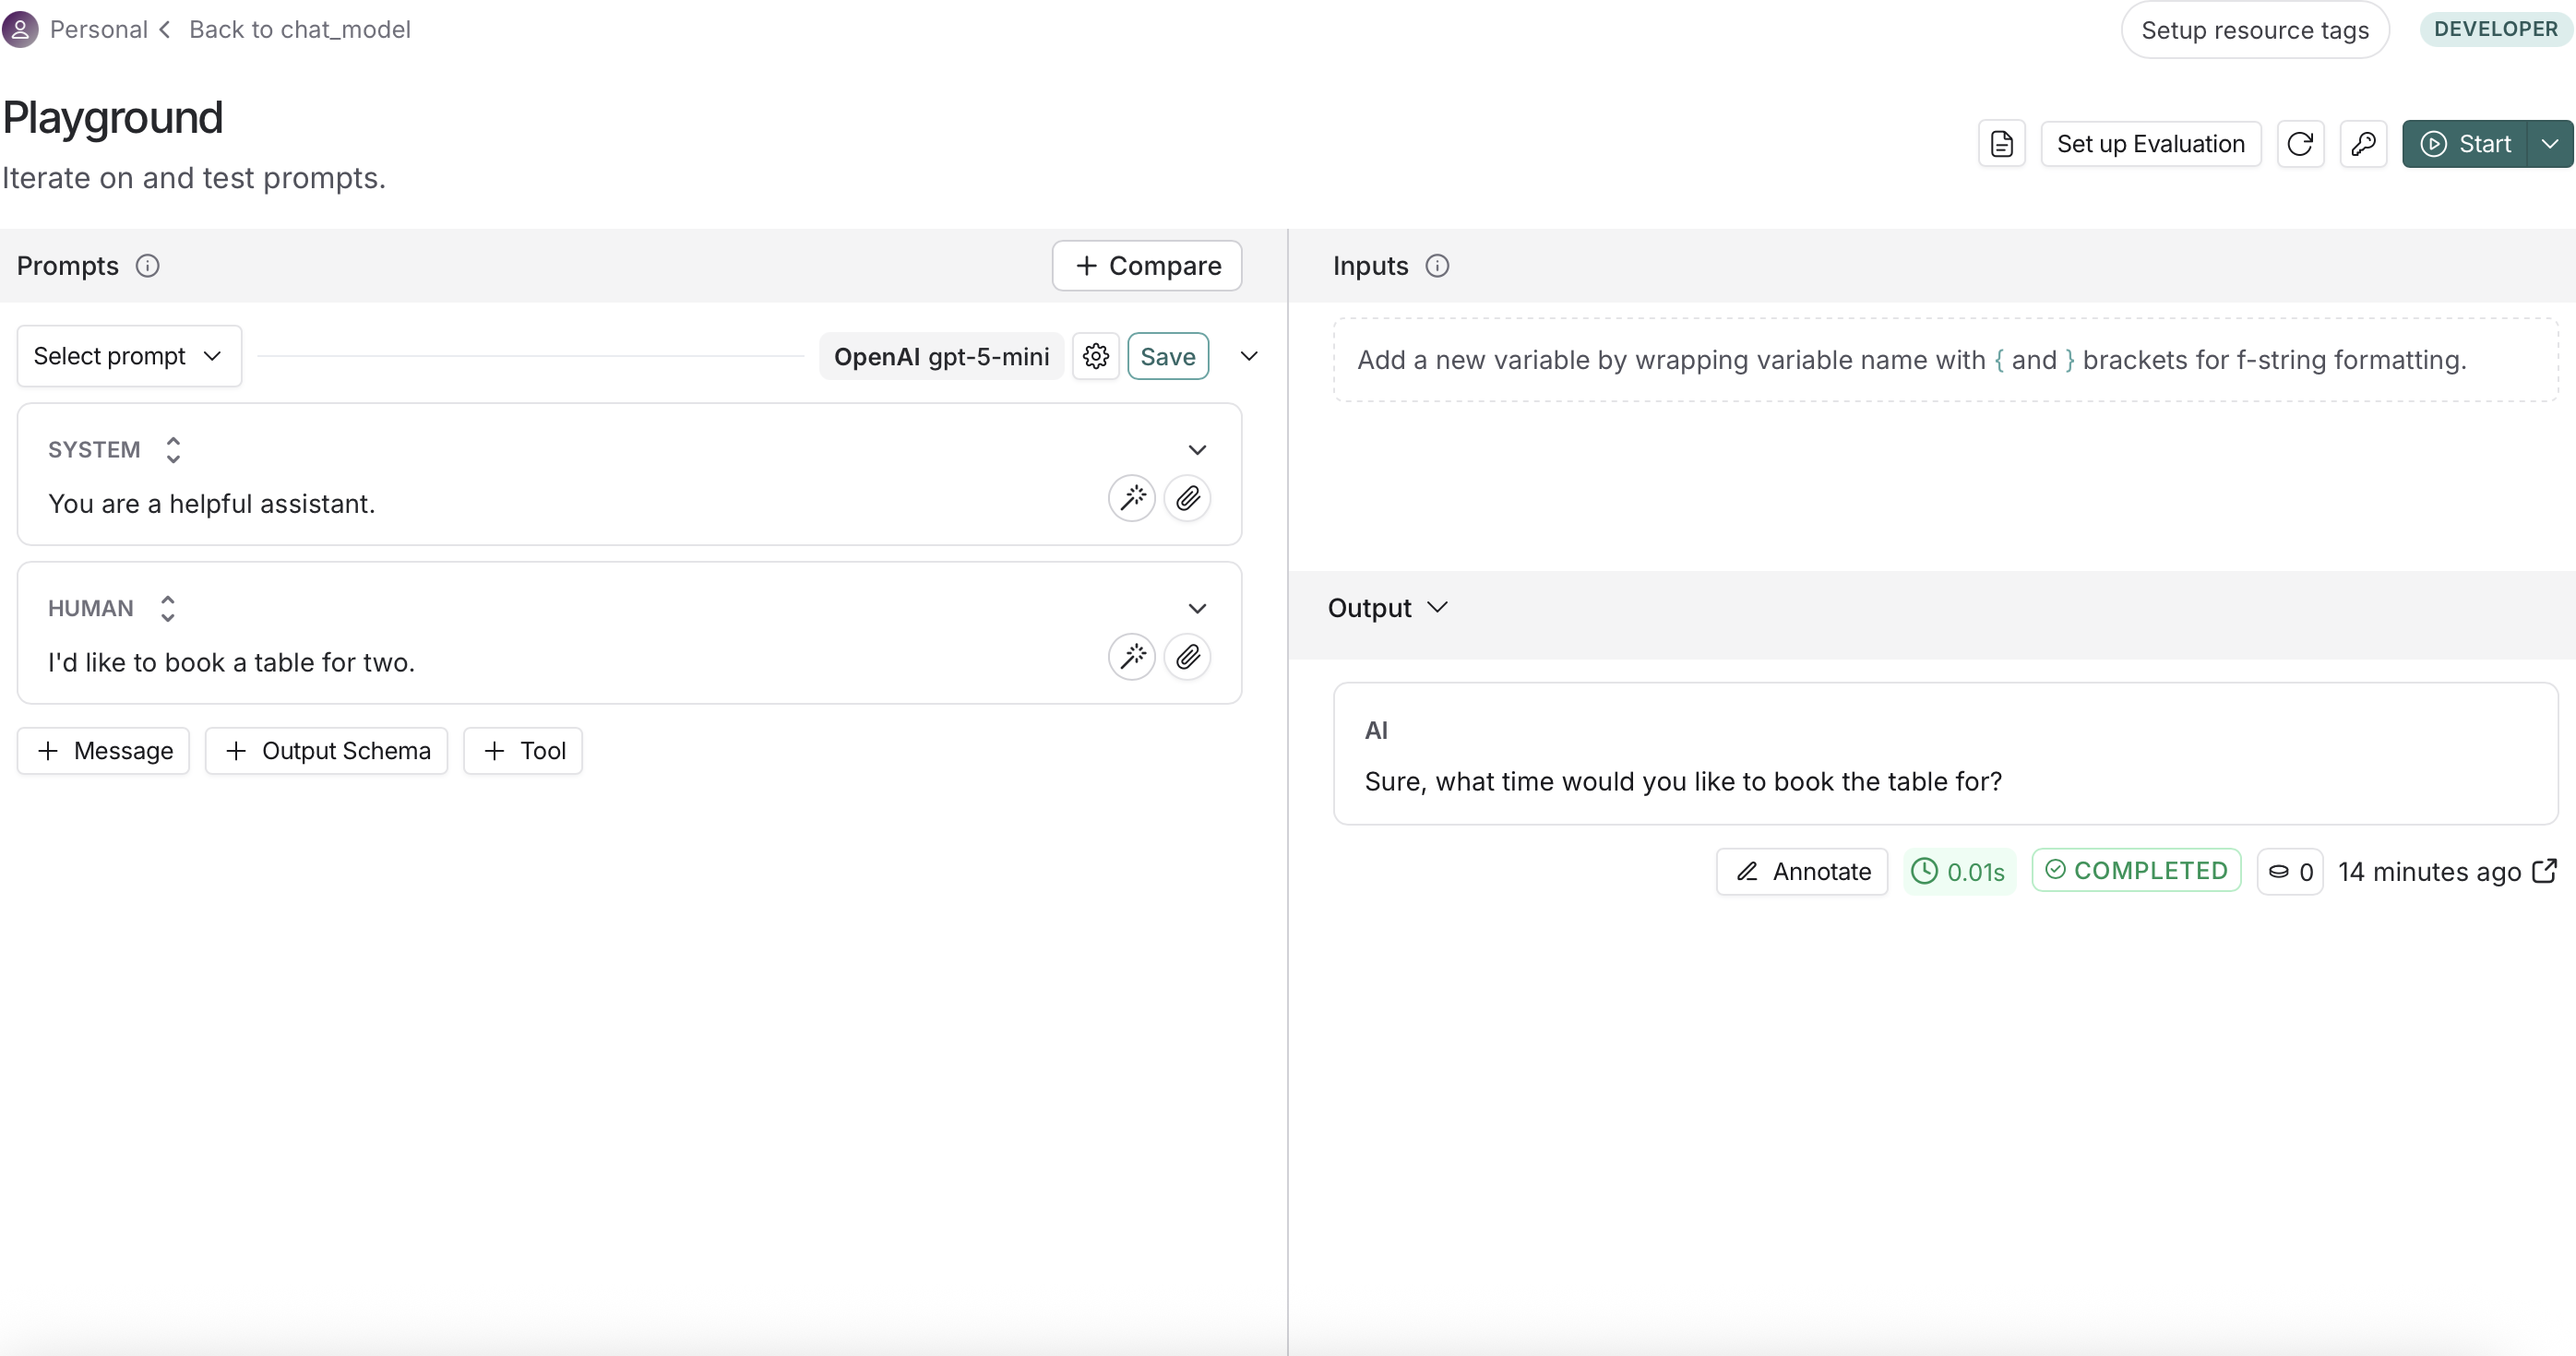 Personal
Back to chat_model
Setup resource tags
DEVELOPER
Playground
Iterate on and test prompts.
Set up Evaluation
Start
Prompts
+ Compare
Select prompt
OpenAI gpt-5-mini
Save
SYSTEM
You are a helpful assistant.
HUMAN
I'd like to book a table for two.
+ Message
+ Output Schema
+ Tool
Inputs
Add a new variable by wrapping variable name with { and } brackets for f-string formatting.
Output
AI
Sure, what time would you like to book the table for?
Annotate
0.01s
COMPLETED
0
14 minutes ago